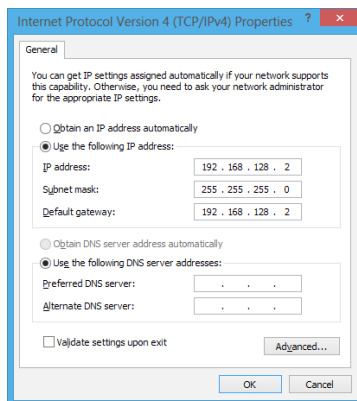 Internet Protocol Version 4 (TCP/IPv4) Properties
General
You can get IP settings assigned automatically if your network supports
this capability. Otherwise, you need to ask your network administrator
for the appropriate IP settings.
Obtain an IP address automatically
Use the following IP address:
IP address: 192 . 168 . 128 . 2
Subnet mask: 255 . 255 . 255 . 0
Default gateway: 192 . 168 . 128 . 2
Obtain DNS server address automatically
Use the following DNS server addresses:
Preferred DNS server: . . .
Alternate DNS server: . . .
Validate settings upon exit
Advanced...
OK Cancel